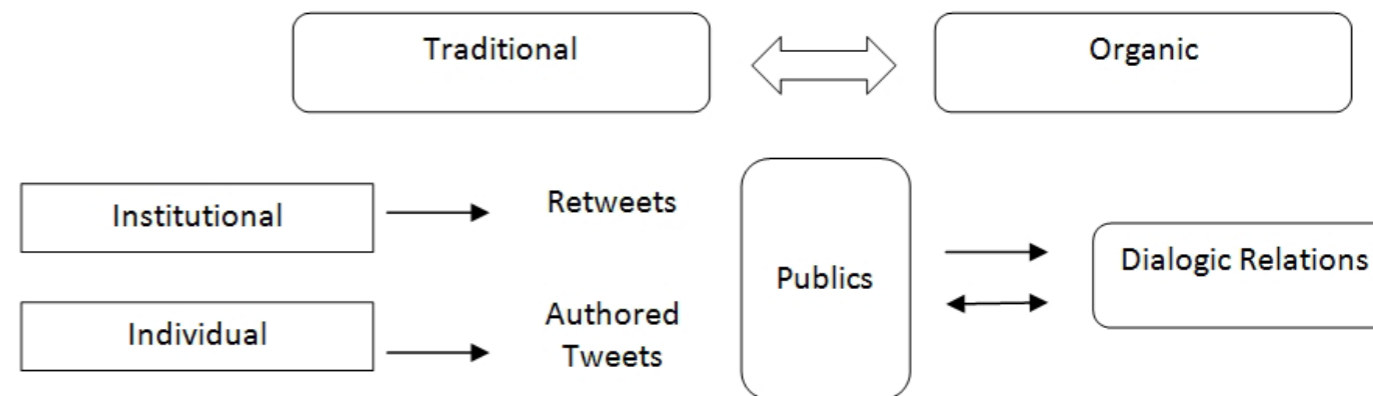 Traditional
Organic
Institutional
Retweets
Publics
Dialogic Relations
Individual
Authored
Tweets